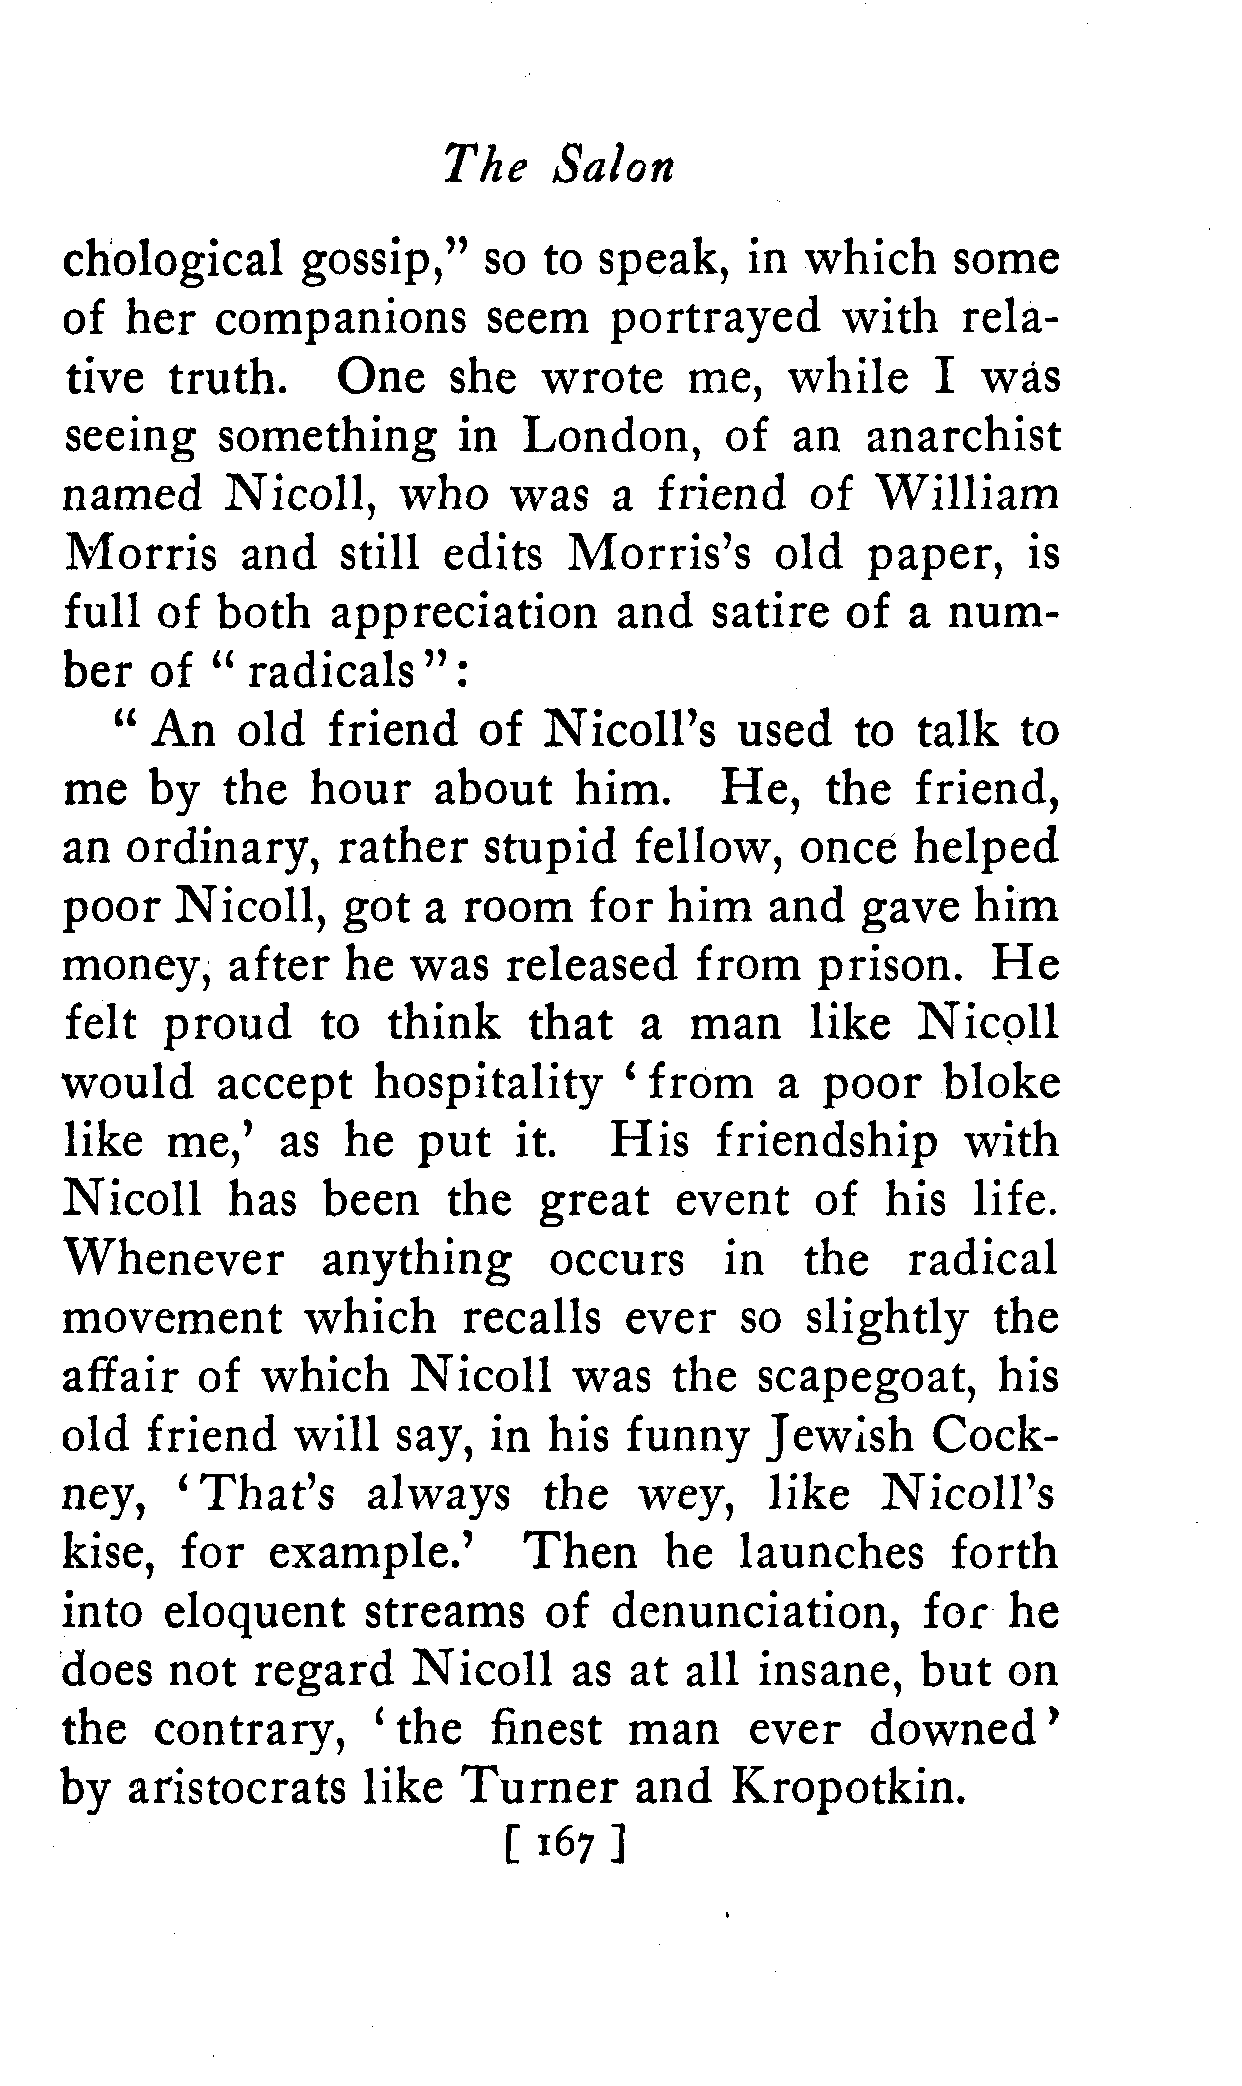 The Salon
chological gossip,” so to speak, in which some
of her companions seem portrayed with rela-
tive truth. One she wrote me, while I was
seeing something in London, of an anarchist
named Nicoll, who was a friend of William
Morris and still edits Morris’s old paper, is
full of both appreciation and satire of a num-
ber of “ radicals ” :
“ An old friend of Nicoll’s used to talk to
me by the hour about him. He, the friend,
an ordinary, rather stupid fellow, once helped
poor Nicoll, got a room for him and gave him
money, after he was released from prison. He
felt proud to think that a man like Nicoll
would accept hospitality ‘ from a poor bloke
like me,’ as he put it. His friendship with
Nicoll has been the great event of his life.
Whenever anything occurs in the radical
movement which recalls ever so slightly the
affair of which Nicoll was the scapegoat, his
old friend will say, in his funny Jewish Cock-
ney, ‘ That’s always the wey, like Nicoll’s
kise, for example.’ Then he launches forth
into eloquent streams of denunciation, for he
does not regard Nicoll as at all insane, but on
the contrary, ‘ the finest man ever downed ’
by aristocrats like Turner and Kropotkin.
[ 167 ]